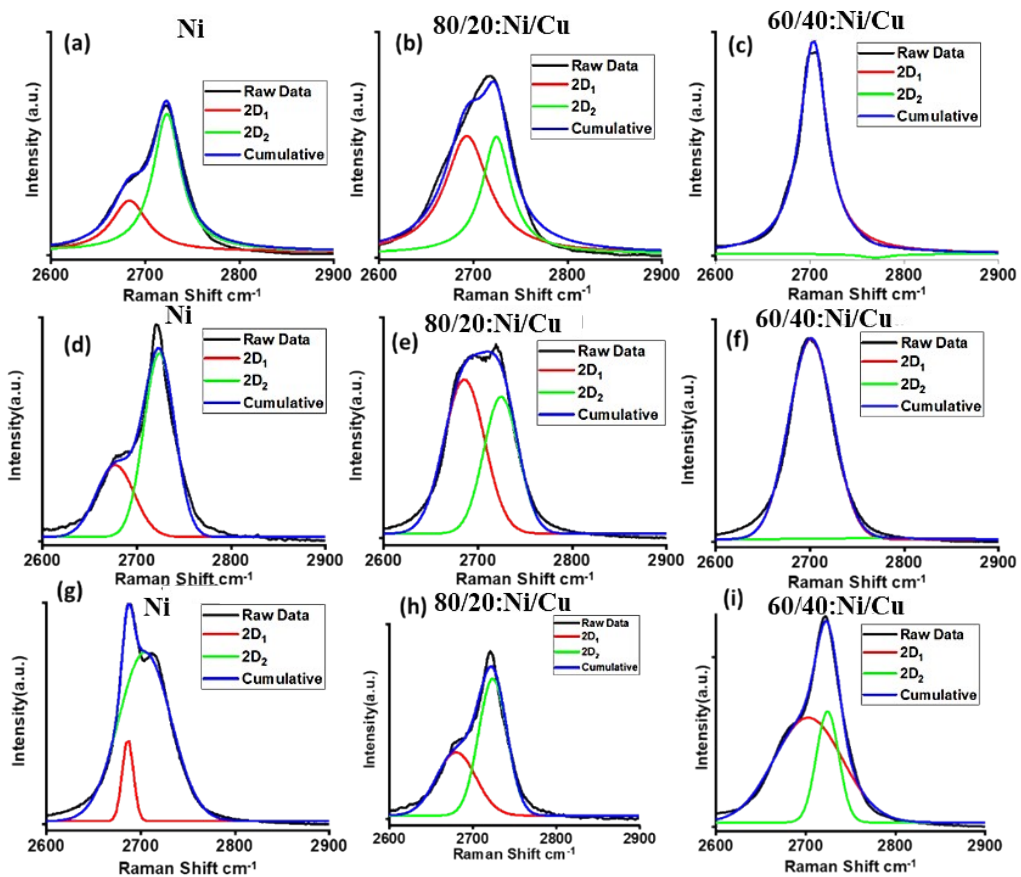 (a) Ni
Raw Data
2D1
2D2
Cumulative
Intensity (a.u.)
2600 2700 2800 2900
Raman Shift cm-1
(b) 80/20:Ni/Cu
Raw Data
2D1
2D2
Cumulative
Intensity (a.u.)
2600 2700 2800 2900
Raman Shift cm-1
(c) 60/40:Ni/Cu
Raw Data
2D1
2D2
Cumulative
Intensity (a.u.)
2600 2700 2800 2900
Raman Shift cm-1
(d) Ni
Raw Data
2D1
2D2
Cumulative
Intensity(a.u.)
2600 2700 2800 2900
Raman Shift cm-1
(e) 80/20:Ni/Cu
Raw Data
2D1
2D2
Cumulative
Intensity(a.u.)
2600 2700 2800 2900
Raman Shift cm-1
(f) 60/40:Ni/Cu
Raw Data
2D1
2D2
Cumulative
Intensity(a.u.)
2600 2700 2800 2900
Raman Shift cm-1
(g) Ni
Raw Data
2D1
2D2
Cumulative
Intensity(a.u.)
2600 2700 2800 2900
Raman Shift cm-1
(h) 80/20:Ni/Cu
Raw Data
2D1
2D2
Cumulative
Intensity(a.u.)
2600 2700 2800 2900
Raman Shift cm-1
(i) 60/40:Ni/Cu
Raw Data
2D1
2D2
Cumulative
Intensity(a.u.)
2600 2700 2800 2900
Raman Shift cm-1